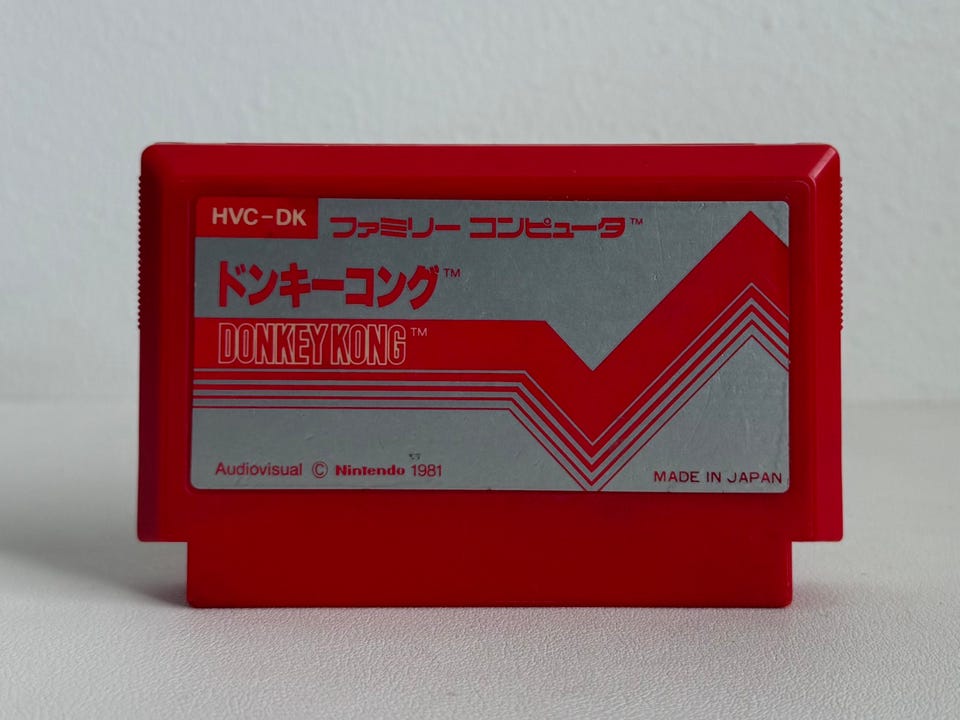 HVC-DK
ファミリー コンピュータ™
ドンキーコング™
DONKEY KONG™
Audiovisual © Nintendo 1981
MADE IN JAPAN